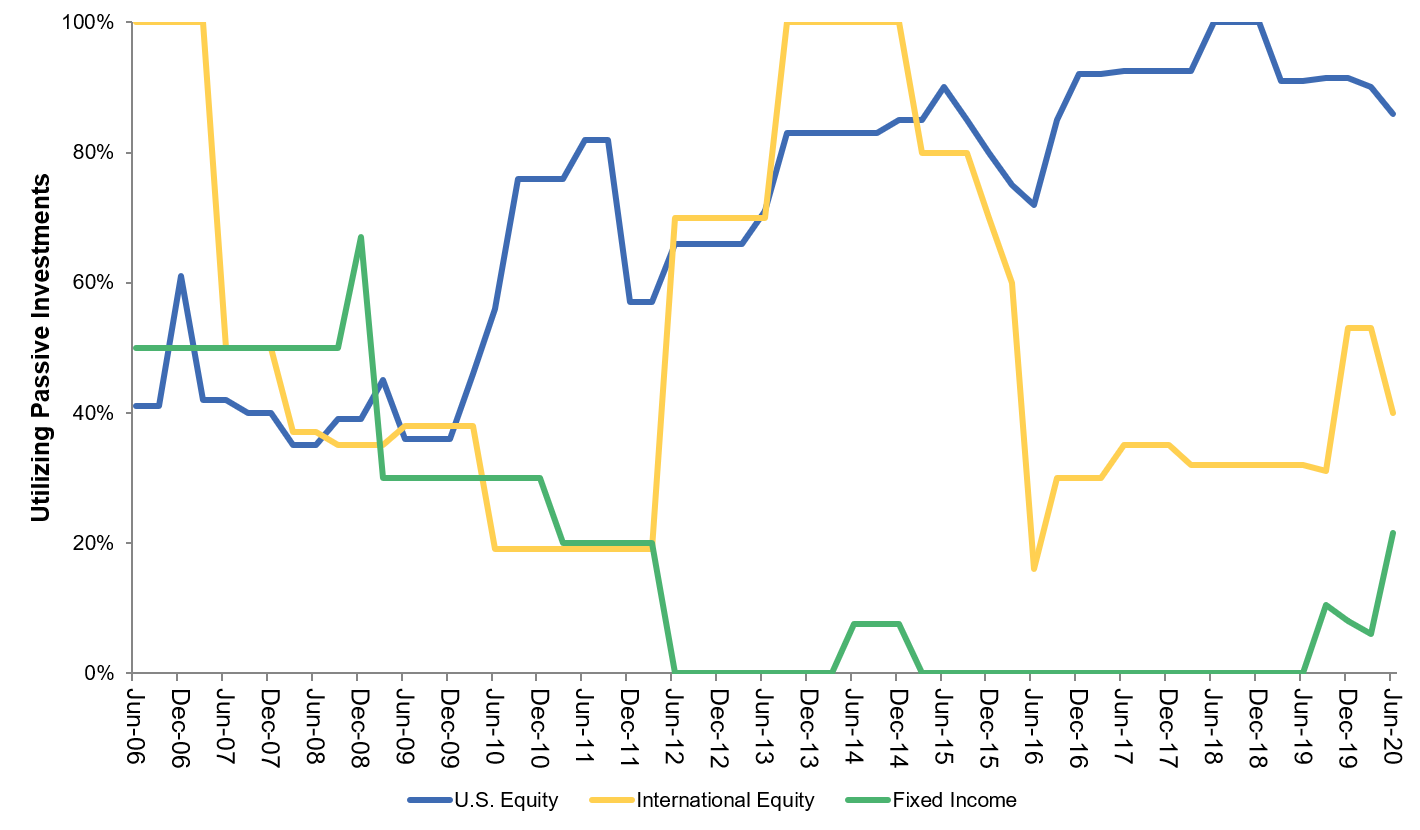 Utilizing Passive Investments
100%
80%
60%
40%
20%
0%
Jun-06
Dec-06
Jun-07
Dec-07
Jun-08
Dec-08
Jun-09
Dec-09
Jun-10
Dec-10
Jun-11
Dec-11
Jun-12
Dec-12
Jun-13
Dec-13
Jun-14
Dec-14
Jun-15
Dec-15
Jun-16
Dec-16
Jun-17
Dec-17
Jun-18
Dec-18
Jun-19
Dec-19
Jun-20
U.S. Equity
International Equity
Fixed Income